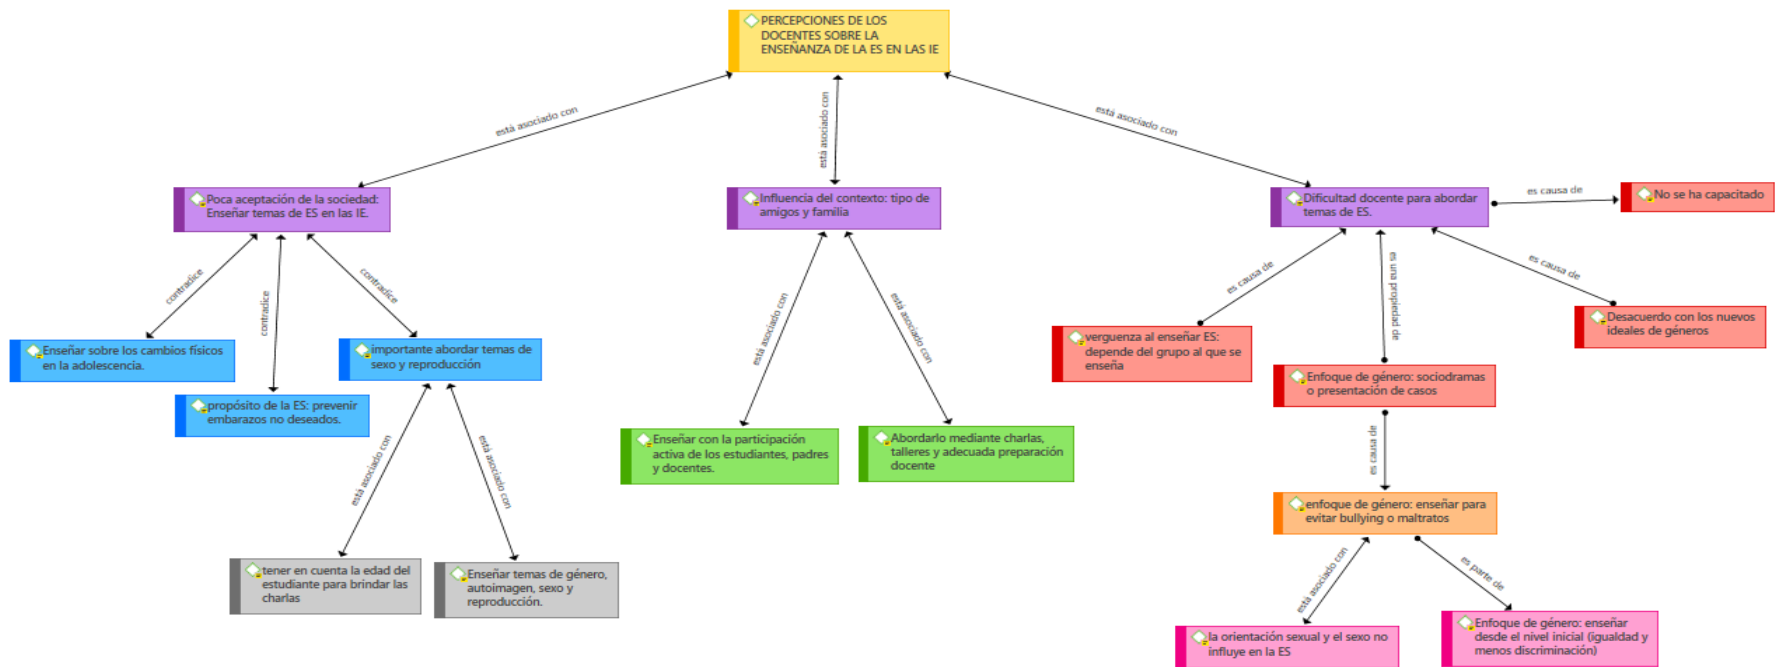 PERCEPCIONES DE LOS
DOCENTES SOBRE LA
ENSEÑANZA DE LA ES EN LAS IE
está asociado con
está asociado con
está asociado con
Poca aceptación de la sociedad:
Enseñar temas de ES en las IE.
Influencia del contexto: tipo de
amigos y familia
Dificultad docente para abordar
temas de ES.
es causa de
No se ha capacitado
contradice
contradice
contradice
está asociado con
está asociado con
es causa de
es una propiedad de
es causa de
Enseñar sobre los cambios físicos
en la adolescencia.
importante abordar temas de
sexo y reproducción
verguenza al enseñar ES:
depende del grupo al que se
enseña
Desacuerdo con los nuevos
ideales de géneros
propósito de la ES: prevenir
embarazos no deseados.
Enfoque de género: sociodramas
o presentación de casos
está asociado con
está asociado con
Enseñar con la participación
activa de los estudiantes, padres
y docentes.
Abordarlo mediante charlas,
talleres y adecuada preparación
docente
es causa de
enfoque de género: enseñar para
evitar bullying o maltratos
tener en cuenta la edad del
estudiante para brindar las
charlas
Enseñar temas de género,
autoimagen, sexo y
reproducción.
está asociado con
es parte de
la orientación sexual y el sexo no
influye en la ES
Enfoque de género: enseñar
desde el nivel inicial (igualdad y
menos discriminación)